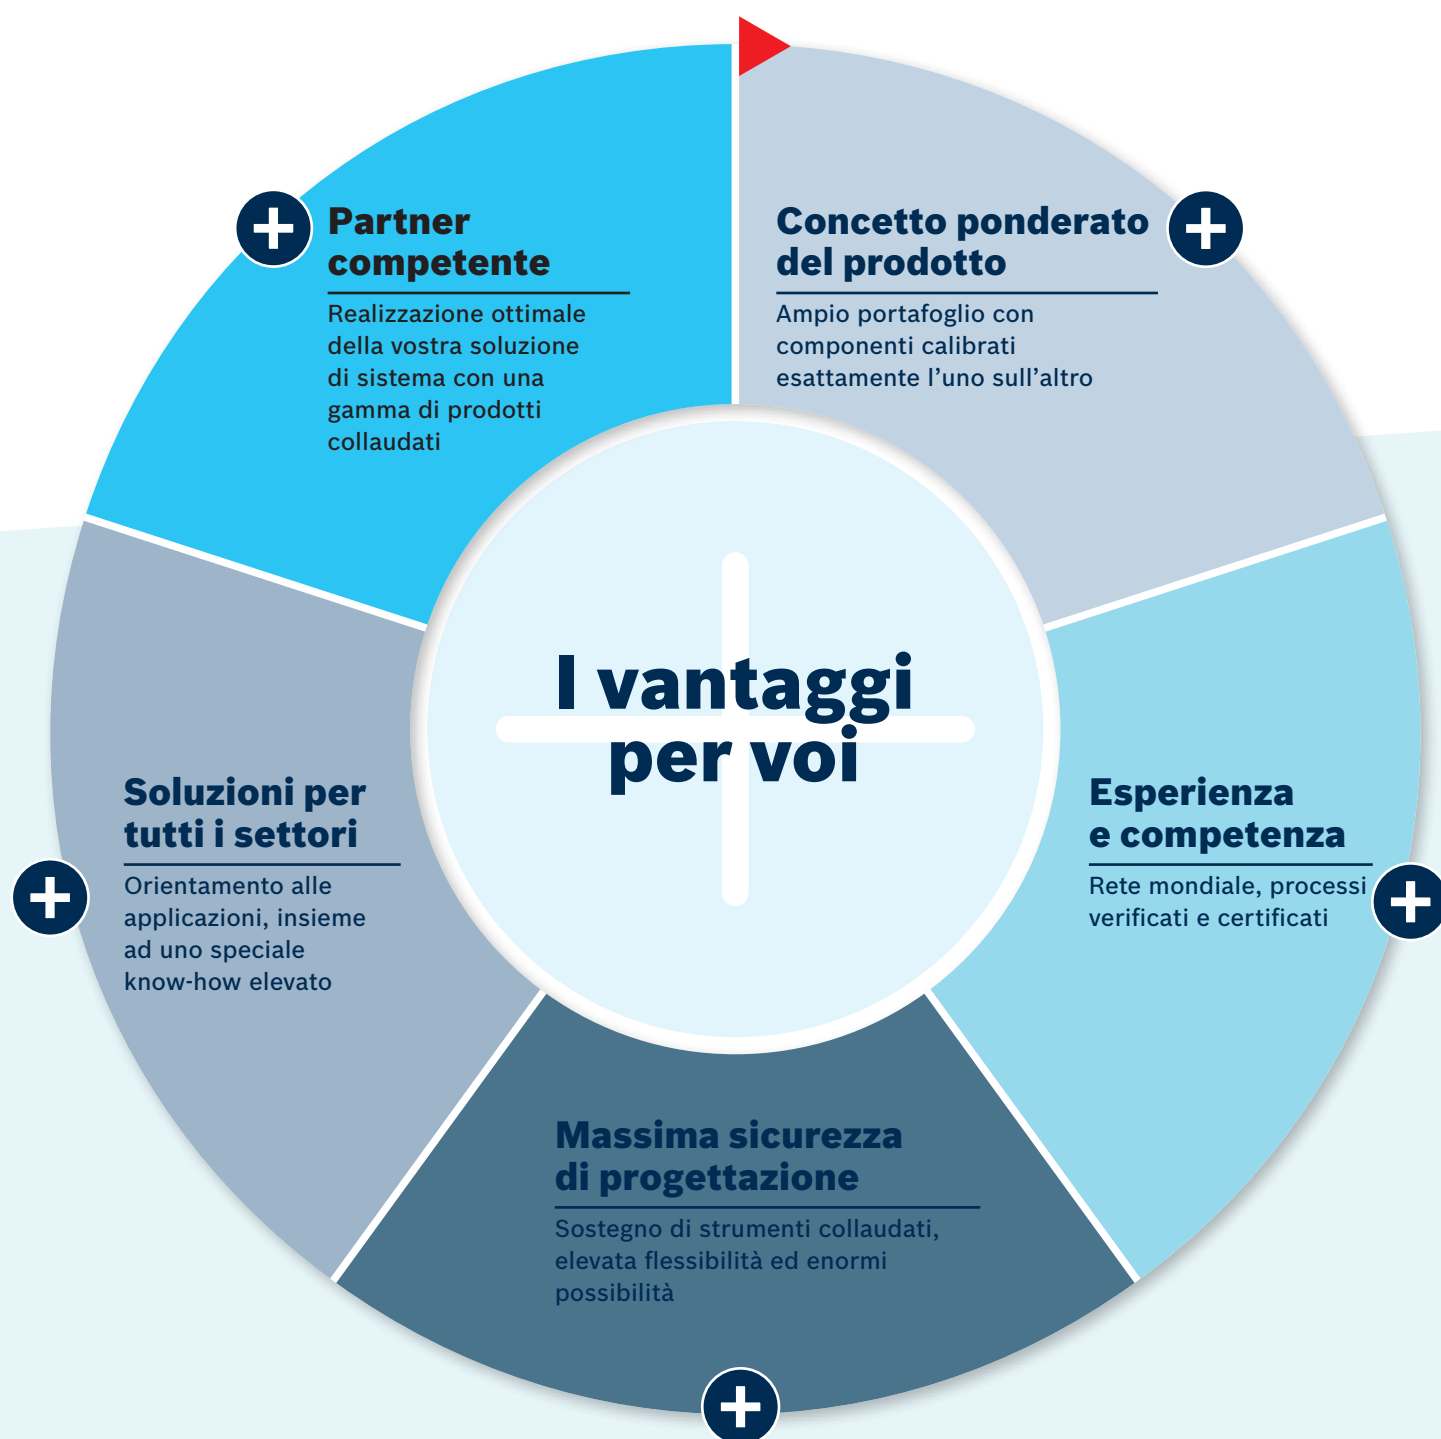 I vantaggi
per voi
Concetto ponderato
del prodotto
Ampio portafoglio con
componenti calibrati
esattamente l’uno sull’altro
Esperienza
e competenza
Rete mondiale, processi
verificati e certificati
Massima sicurezza
di progettazione
Sostegno di strumenti collaudati,
elevata flessibilità ed enormi
possibilità
Soluzioni per
tutti i settori
Orientamento alle
applicazioni, insieme
ad uno speciale
know-how elevato
Partner
competente
Realizzazione ottimale
della vostra soluzione
di sistema con una
gamma di prodotti
collaudati